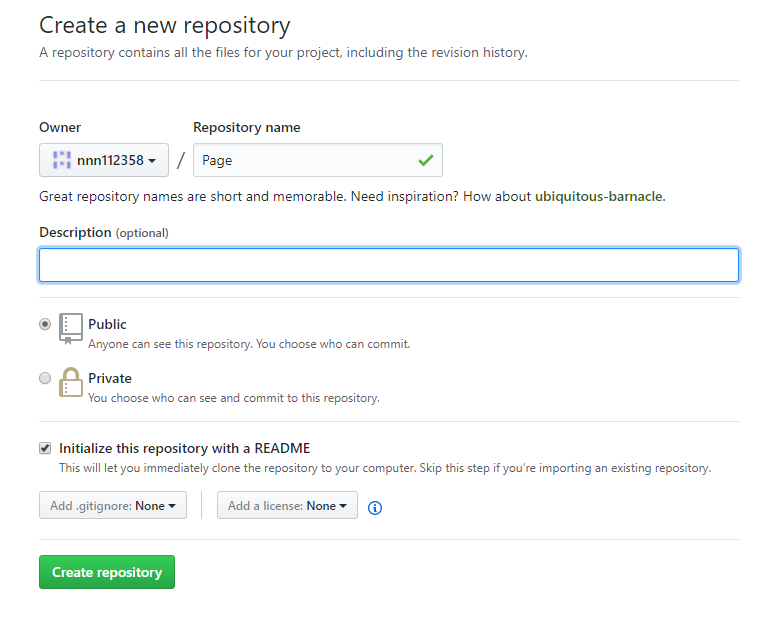 Create a new repository
A repository contains all the files for your project, including the revision history.
Owner Repository name
nnn112358 / Page
Great repository names are short and memorable. Need inspiration? How about ubiquitous-barnacle.
Description (optional)
Public
Anyone can see this repository. You choose who can commit.
Private
You choose who can see and commit to this repository.
Initialize this repository with a README
This will let you immediately clone the repository to your computer. Skip this step if you’re importing an existing repository.
Add .gitignore: None Add a license: None
Create repository